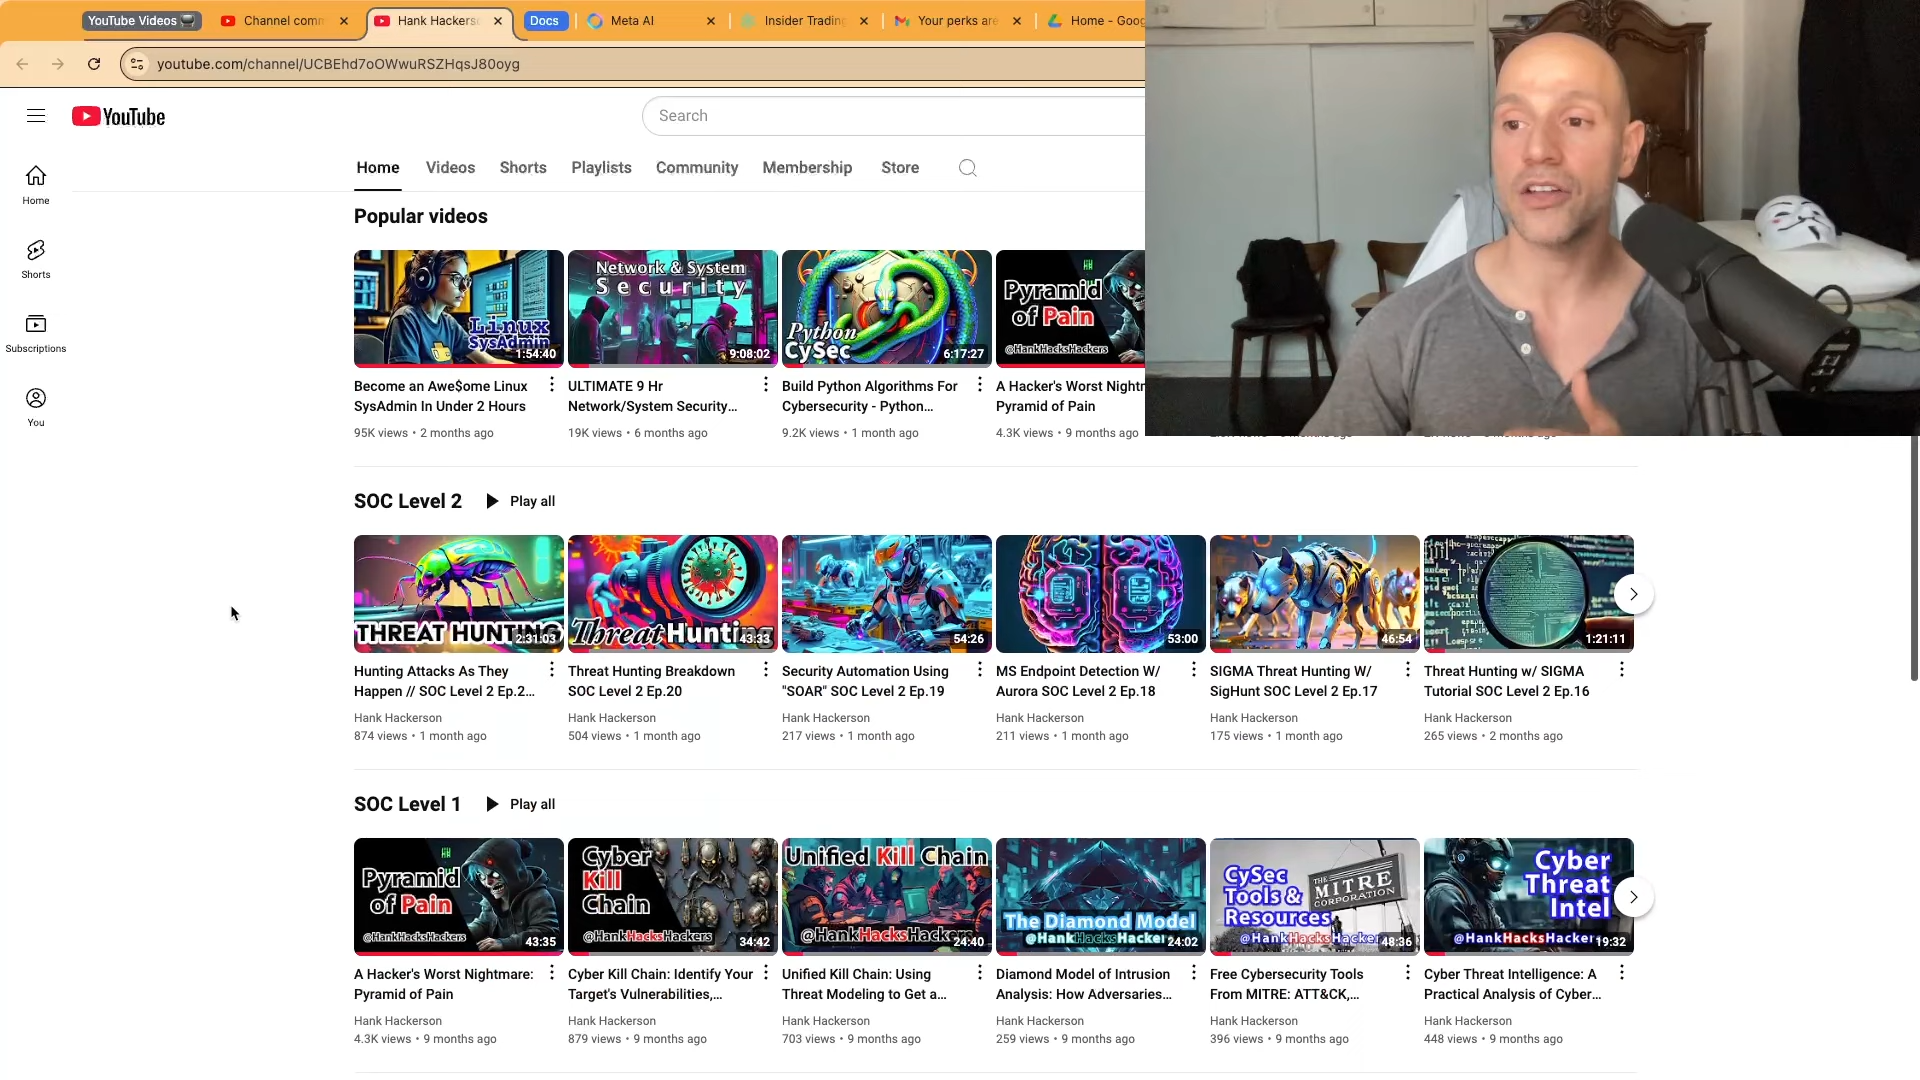 YouTube Videos
Channel com
Hank Hackerso
Docs
Meta AI
Insider Trading
Your perks are
Home - Goog
youtube.com/channel/UCBEhd7oOWwuRSZHqsJ80oyg
YouTube
Search
Home
Videos
Shorts
Playlists
Community
Membership
Store
Home
Shorts
Subscriptions
You
Popular videos
Linux
SysAdmin
1:54:40
Network & System
Security
9:08:02
Python
CySec
6:17:27
Pyramid
of Pain
@HankHacksHackers
Become an Awe$ome Linux
SysAdmin In Under 2 Hours
95K views • 2 months ago
ULTIMATE 9 Hr
Network/System Security...
19K views • 6 months ago
Build Python Algorithms For
Cybersecurity - Python...
9.2K views • 1 month ago
A Hacker's Worst Nightm
Pyramid of Pain
4.3K views • 9 months ago
SOC Level 2
Play all
THREAT HUNTING
2:31:03
Threat Hunting
43:33
54:26
53:00
46:54
1:21:11
Hunting Attacks As They
Happen // SOC Level 2 Ep.2...
Hank Hackerson
874 views • 1 month ago
Threat Hunting Breakdown
SOC Level 2 Ep.20
Hank Hackerson
504 views • 1 month ago
Security Automation Using
"SOAR" SOC Level 2 Ep.19
Hank Hackerson
217 views • 1 month ago
MS Endpoint Detection W/
Aurora SOC Level 2 Ep.18
Hank Hackerson
211 views • 1 month ago
SIGMA Threat Hunting W/
SigHunt SOC Level 2 Ep.17
Hank Hackerson
175 views • 1 month ago
Threat Hunting w/ SIGMA
Tutorial SOC Level 2 Ep.16
Hank Hackerson
265 views • 2 months ago
SOC Level 1
Play all
Pyramid
of Pain
@HankHacksHackers
43:35
Cyber
Kill
Chain
@HankHacksHackers
34:42
Unified Kill Chain
@HankHacksHackers
24:40
The Diamond Model
@HankHacksHacker
24:02
CySec
Tools &
Resources
THE
MITRE
CORPORATION
@HankHacksHacker
48:36
Cyber
Threat
Intel
@HankHacksHacker
19:32
A Hacker's Worst Nightmare:
Pyramid of Pain
Hank Hackerson
4.3K views • 9 months ago
Cyber Kill Chain: Identify Your
Target's Vulnerabilities,...
Hank Hackerson
879 views • 9 months ago
Unified Kill Chain: Using
Threat Modeling to Get a...
Hank Hackerson
703 views • 9 months ago
Diamond Model of Intrusion
Analysis: How Adversaries...
Hank Hackerson
259 views • 9 months ago
Free Cybersecurity Tools
From MITRE: ATT&CK,...
Hank Hackerson
396 views • 9 months ago
Cyber Threat Intelligence: A
Practical Analysis of Cyber...
Hank Hackerson
448 views • 9 months ago